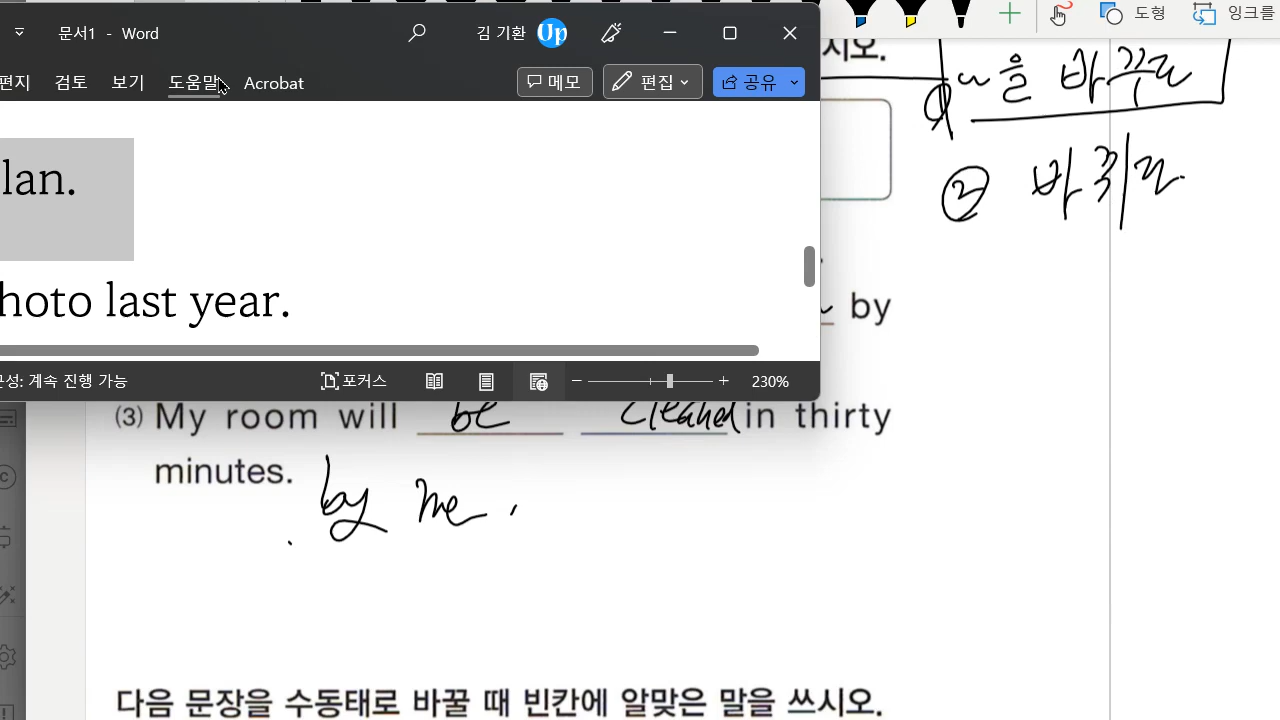 문서1 - Word
김 기환 Up
도형
잉크를
편지 검토 보기 도움말 Acrobat
메모 편집 공유
시오.
~을 바꾸다
② 바뀌다.
lan.
hoto last year.
by
포커스 230%
계속 진행 가능
(3) My room will be cleaned in thirty
minutes. by me.
다음 문장을 수동태로 바꿀 때 빈칸에 알맞은 말을 쓰시오.